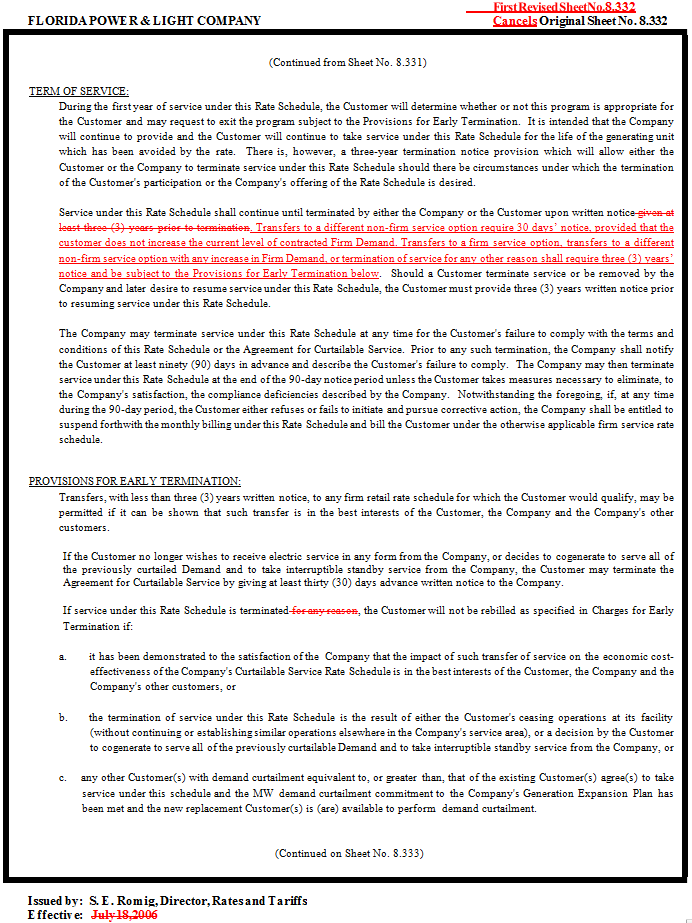 First Revised Sheet No. 8.332
FLORIDA POWER & LIGHT COMPANY Cancels Original Sheet No. 8.332
(Continued from Sheet No. 8.331)
TERM OF SERVICE:
During the first year of service under this Rate Schedule, the Customer will determine whether or not this program is appropriate for
the Customer and may request to exit the program subject to the Provisions for Early Termination. It is intended that the Company
will continue to provide and the Customer will continue to take service under this Rate Schedule for the life of the generating unit
which has been avoided by the rate. There is, however, a three-year termination notice provision which will allow either the
Customer or the Company to terminate service under this Rate Schedule should there be circumstances under which the termination
of the Customer's participation or the Company's offering of the Rate Schedule is desired.
Service under this Rate Schedule shall continue until terminated by either the Company or the Customer upon written notice given at
least three (3) years prior to termination. Transfers to a different non-firm service option require 30 days' notice, provided that the
customer does not increase the current level of contracted Firm Demand. Transfers to a firm service option, transfers to a different
non-firm service option with any increase in Firm Demand, or termination of service for any other reason shall require three (3) years'
notice and be subject to the Provisions for Early Termination below. Should a Customer terminate service or be removed by the
Company and later desire to resume service under this Rate Schedule, the Customer must provide three (3) years written notice prior
to resuming service under this Rate Schedule.
The Company may terminate service under this Rate Schedule at any time for the Customer's failure to comply with the terms and
conditions of this Rate Schedule or the Agreement for Curtailable Service. Prior to any such termination, the Company shall notify
the Customer at least ninety (90) days in advance and describe the Customer's failure to comply. The Company may then terminate
service under this Rate Schedule at the end of the 90-day notice period unless the Customer takes measures necessary to eliminate, to
the Company's satisfaction, the compliance deficiencies described by the Company. Notwithstanding the foregoing, if, at any time
during the 90-day period, the Customer either refuses or fails to initiate and pursue corrective action, the Company shall be entitled to
suspend forthwith the monthly billing under this Rate Schedule and bill the Customer under the otherwise applicable firm service rate
schedule.
PROVISIONS FOR EARLY TERMINATION:
Transfers, with less than three (3) years written notice, to any firm retail rate schedule for which the Customer would qualify, may be
permitted if it can be shown that such transfer is in the best interests of the Customer, the Company and the Company's other
customers.
If the Customer no longer wishes to receive electric service in any form from the Company, or decides to cogenerate to serve all of
the previously curtailed Demand and to take interruptible standby service from the Company, the Customer may terminate the
Agreement for Curtailable Service by giving at least thirty (30) days advance written notice to the Company.
If service under this Rate Schedule is terminated for any reason, the Customer will not be rebilled as specified in Charges for Early
Termination if:
a. it has been demonstrated to the satisfaction of the Company that the impact of such transfer of service on the economic cost-
effectiveness of the Company's Curtailable Service Rate Schedule is in the best interests of the Customer, the Company and the
Company's other customers, or
b. the termination of service under this Rate Schedule is the result of either the Customer's ceasing operations at its facility
(without continuing or establishing similar operations elsewhere in the Company's service area), or a decision by the Customer
to cogenerate to serve all of the previously curtailable Demand and to take interruptible standby service from the Company, or
c. any other Customer(s) with demand curtailment equivalent to, or greater than, that of the existing Customer(s) agree(s) to take
service under this schedule and the MW demand curtailment commitment to the Company's Generation Expansion Plan has
been met and the new replacement Customer(s) is (are) available to perform demand curtailment.
(Continued on Sheet No. 8.333)
Issued by: S. E. Romig, Director, Rates and Tariffs
Effective: July 18, 2006